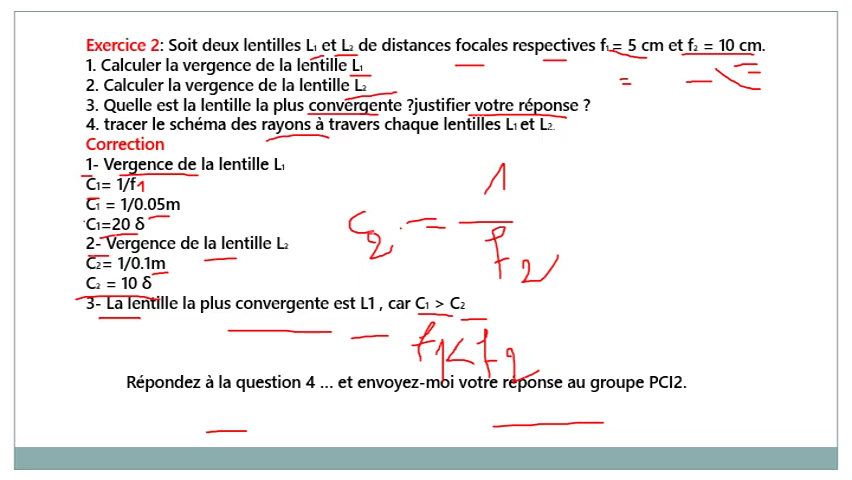 Exercice 2: Soit deux lentilles L₁ et L₂ de distances focales respectives f₁ = 5 cm et f₂ = 10 cm.
1. Calculer la vergence de la lentille L₁
2. Calculer la vergence de la lentille L₂
3. Quelle est la lentille la plus convergente ?justifier votre réponse ?
4. tracer le schéma des rayons à travers chaque lentilles L₁ et L₂
Correction
1- Vergence de la lentille L₁
C₁= 1/f1
C₁ = 1/0.05m
C₁=20 δ
2- Vergence de la lentille L₂
C₂= 1/0.1m
C₂ = 10 δ
C₂ = 1/f₂
3- La lentille la plus convergente est L1 , car C₁ > C₂
f₁ < f₂
Répondez à la question 4 ... et envoyez-moi votre réponse au groupe PCI2.